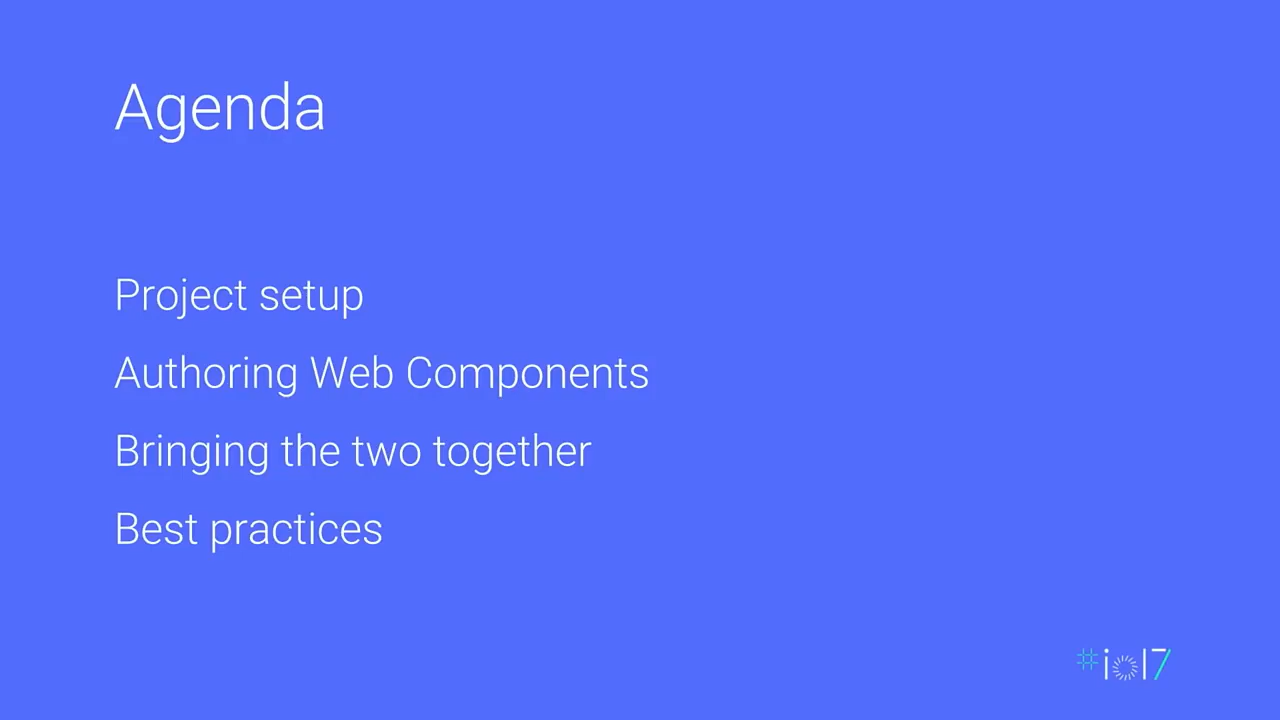 Agenda
Project setup
Authoring Web Components
Bringing the two together
Best practices
#io17